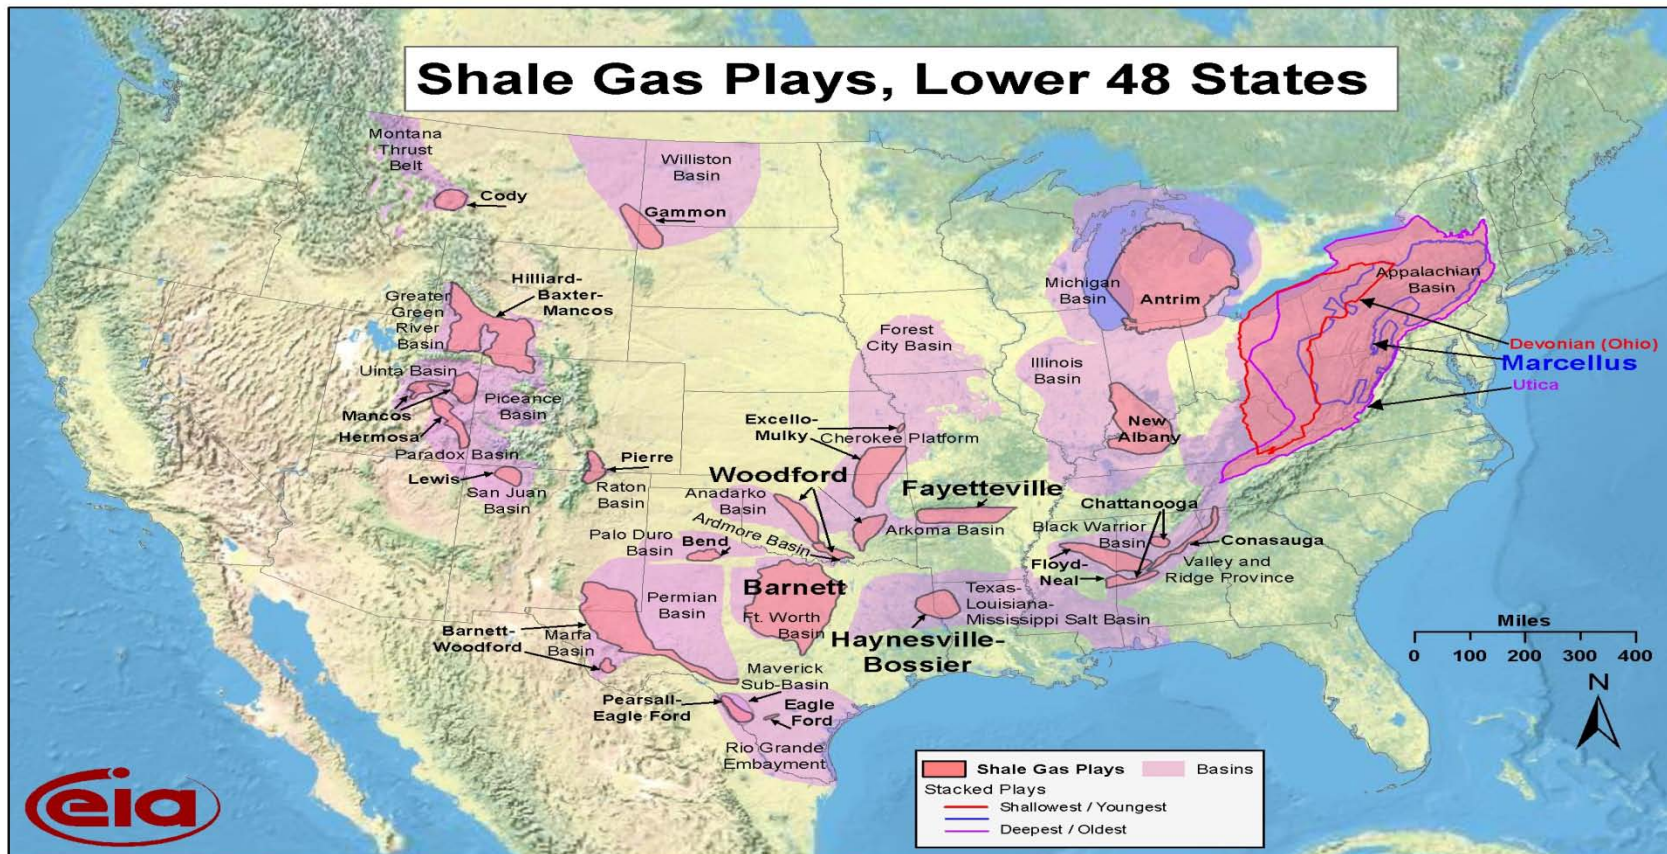 Shale Gas Plays, Lower 48 States
Montana
Thrust
Belt
Cody
Williston
Basin
Gammon
Hilliard-
Baxter-
Mancos
Greater
Green
River
Basin
Uinta Basin
Mancos
Piceance
Basin
Hermosa
Paradox Basin
Lewis
San Juan
Basin
Pierre
Raton
Basin
Michigan
Basin
Antrim
Forest
City Basin
Illinois
Basin
New
Albany
Excello-
Mulky
Cherokee Platform
Appalachian
Basin
Devonian (Ohio)
Marcellus
Utica
Woodford
Anadarko
Basin
Ardmore Basin
Fayetteville
Arkoma Basin
Palo Duro
Basin
Bend
Chattanooga
Black Warrior
Basin
Conasauga
Floyd-
Neal
Valley and
Ridge Province
Barnett
Ft. Worth
Basin
Permian
Basin
Barnett-
Woodford
Marfa
Basin
Texas-
Louisiana-
Mississippi Salt Basin
Haynesville-
Bossier
Maverick
Sub-Basin
Pearsall-
Eagle Ford
Eagle
Ford
Rio Grande
Embayment
Miles
0 100 200 300 400
N
Shale Gas Plays
Basins
Stacked Plays
Shallowest / Youngest
Deepest / Oldest
eia